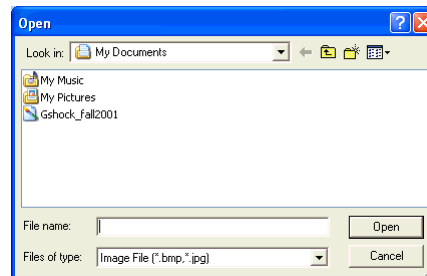 Open
Look in: My Documents
My Music
My Pictures
Gshock_fall2001
File name: Open
Files of type: Image File (*.bmp,*.jpg) Cancel